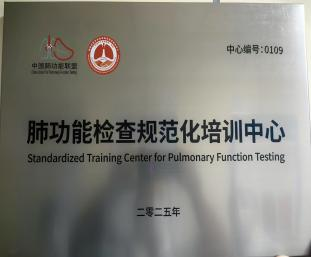 中国肺功能联盟
中心编号:0109
肺功能检查规范化培训中心
Standardized Training Center for Pulmonary Function Testing
二零二五年